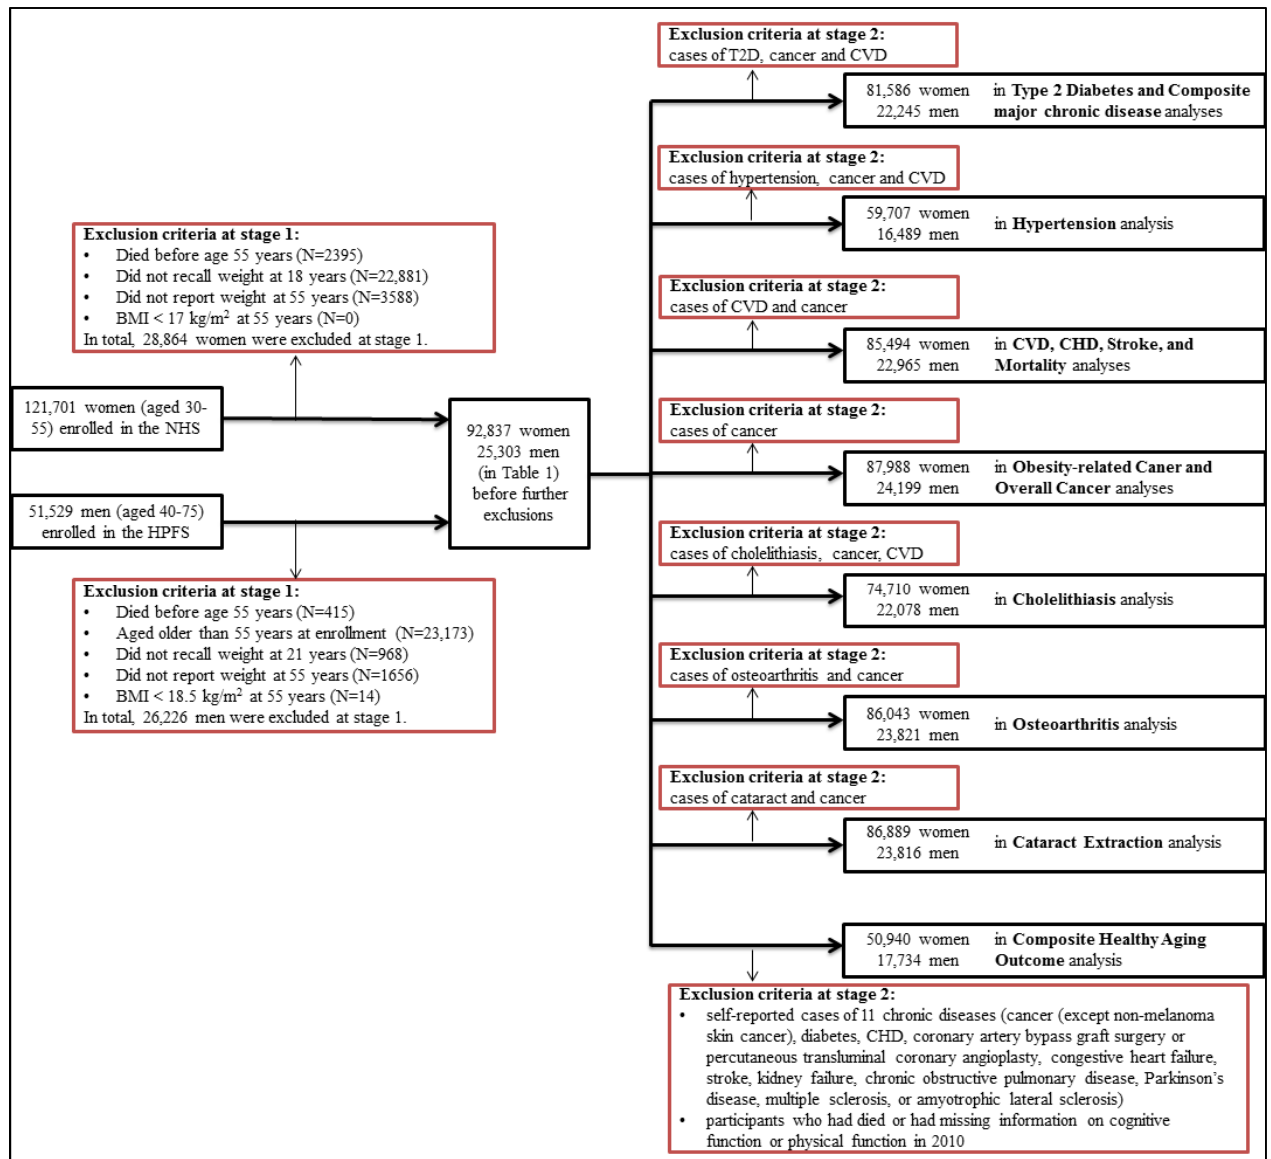 Exclusion criteria at stage 2:
cases of T2D, cancer and CVD
81,586 women in Type 2 Diabetes and Composite
22,245 men major chronic disease analyses
Exclusion criteria at stage 2:
cases of hypertension, cancer and CVD
59,707 women
16,489 men
in Hypertension analysis
Exclusion criteria at stage 1:
• Died before age 55 years (N=2395)
• Did not recall weight at 18 years (N=22,881)
• Did not report weight at 55 years (N=3588)
• BMI < 17 kg/m² at 55 years (N=0)
In total, 28,864 women were excluded at stage 1.
Exclusion criteria at stage 2:
cases of CVD and cancer
85,494 women in CVD, CHD, Stroke, and
22,965 men Mortality analyses
121,701 women (aged 30-
55) enrolled in the NHS
92,837 women
25,303 men
(in Table 1)
before further
exclusions
Exclusion criteria at stage 2:
cases of cancer
87,988 women in Obesity-related Caner and
24,199 men Overall Cancer analyses
51,529 men (aged 40-75)
enrolled in the HPFS
Exclusion criteria at stage 1:
• Died before age 55 years (N=415)
• Aged older than 55 years at enrollment (N=23,173)
• Did not recall weight at 21 years (N=968)
• Did not report weight at 55 years (N=1656)
• BMI < 18.5 kg/m² at 55 years (N=14)
In total, 26,226 men were excluded at stage 1.
Exclusion criteria at stage 2:
cases of cholelithiasis, cancer, CVD
74,710 women
22,078 men
in Cholelithiasis analysis
Exclusion criteria at stage 2:
cases of osteoarthritis and cancer
86,043 women
23,821 men
in Osteoarthritis analysis
Exclusion criteria at stage 2:
cases of cataract and cancer
86,889 women
23,816 men
in Cataract Extraction analysis
50,940 women in Composite Healthy Aging
17,734 men Outcome analysis
Exclusion criteria at stage 2:
• self-reported cases of 11 chronic diseases (cancer (except non-melanoma
skin cancer), diabetes, CHD, coronary artery bypass graft surgery or
percutaneous transluminal coronary angioplasty, congestive heart failure,
stroke, kidney failure, chronic obstructive pulmonary disease, Parkinson's
disease, multiple sclerosis, or amyotrophic lateral sclerosis)
• participants who had died or had missing information on cognitive
function or physical function in 2010